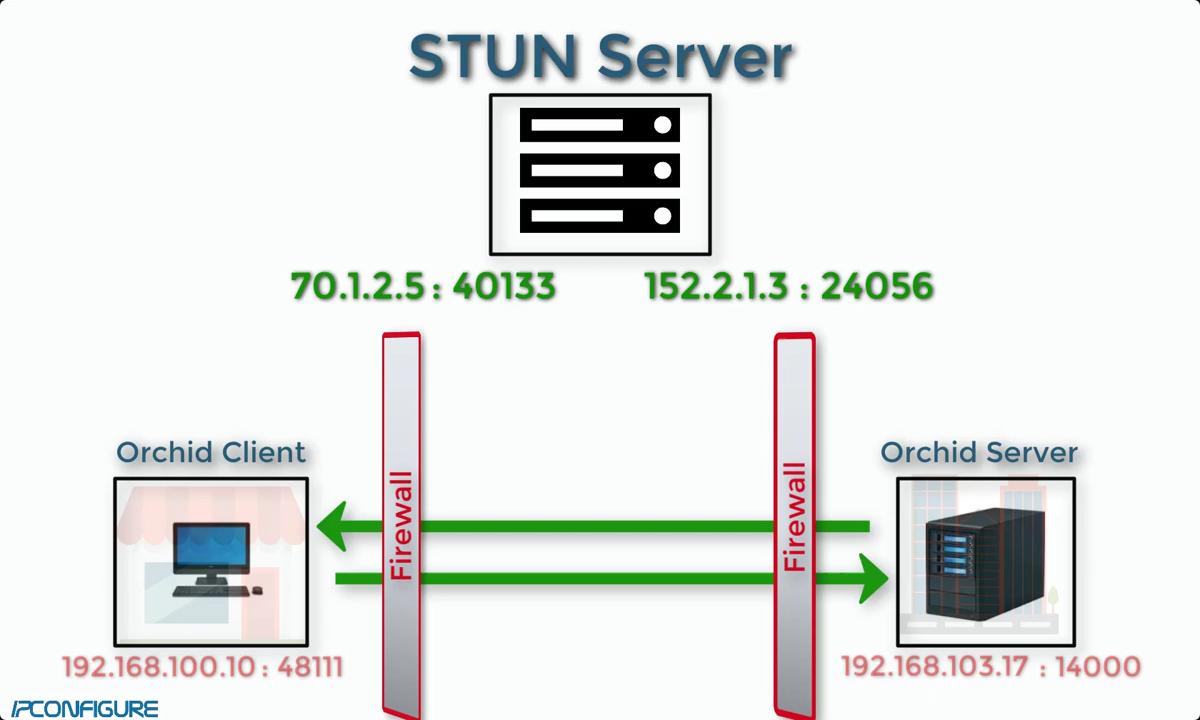 STUN Server
70.1.2.5 : 40133
152.2.1.3 : 24056
Orchid Client
Orchid Server
Firewall
Firewall
192.168.100.10 : 48111
192.168.103.17 : 14000
IPCONFIGURE